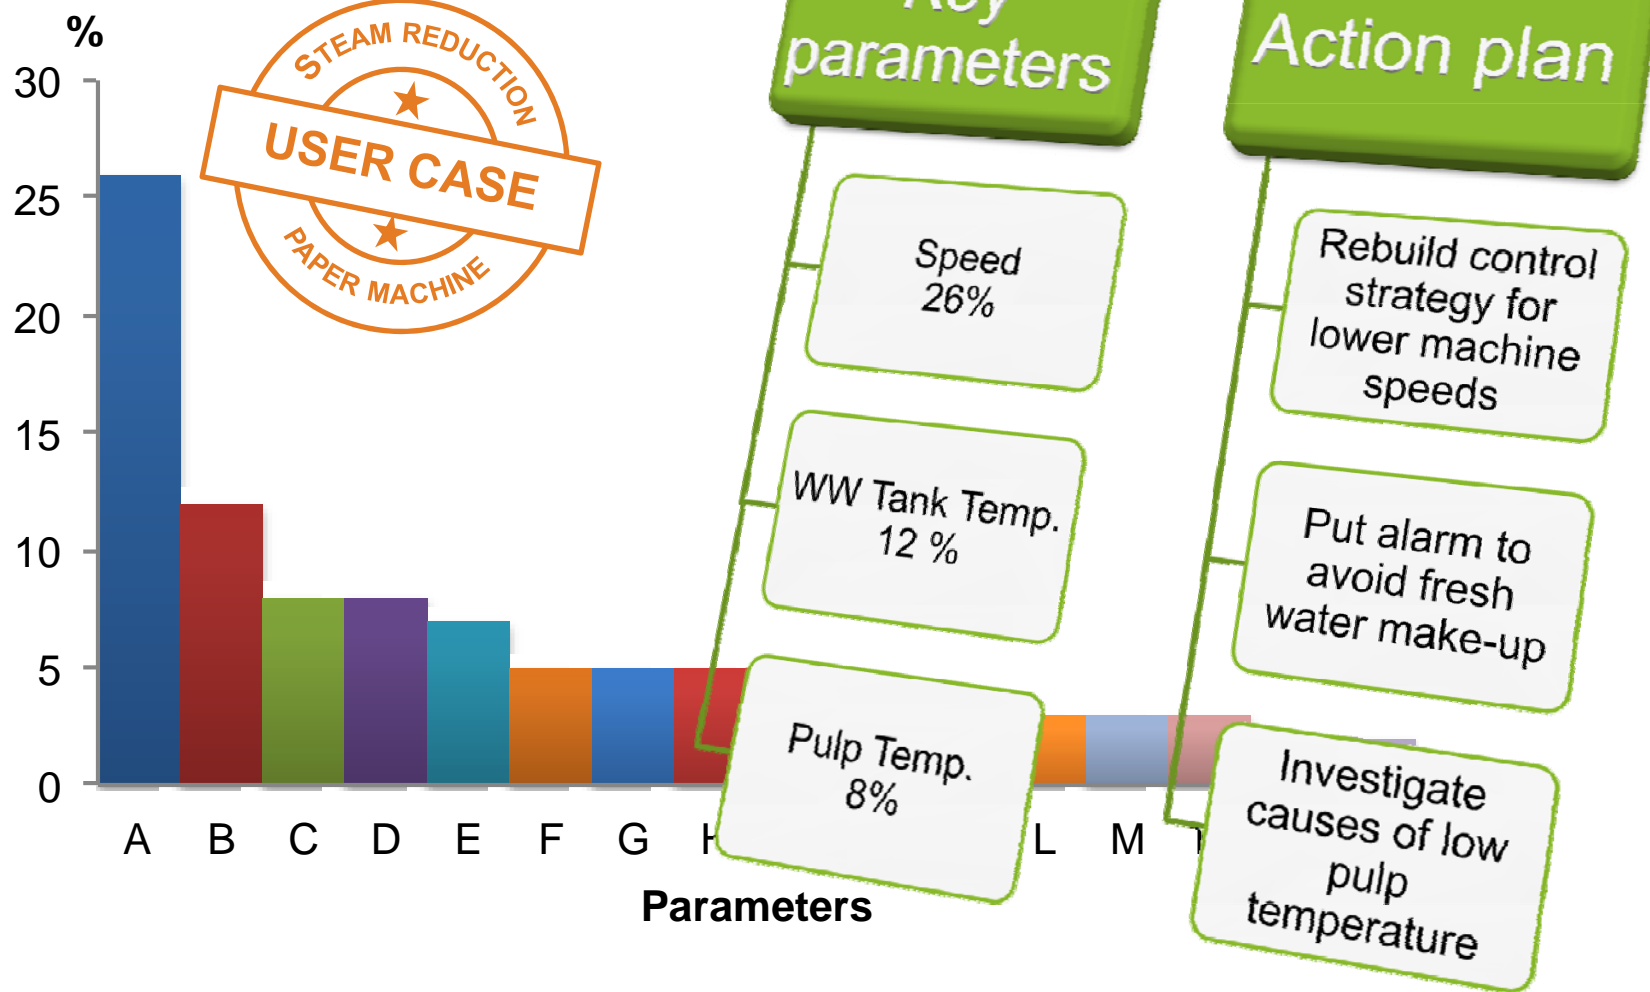 %
30
25
20
15
10
5
0
STEAM REDUCTION
USER CASE
PAPER MACHINE
A B C D E F G H L M
Parameters
Key
parameters
Speed
26%
WW Tank Temp.
12 %
Pulp Temp.
8%
Action plan
Rebuild control
strategy for
lower machine
speeds
Put alarm to
avoid fresh
water make-up
Investigate
causes of low
pulp
temperature